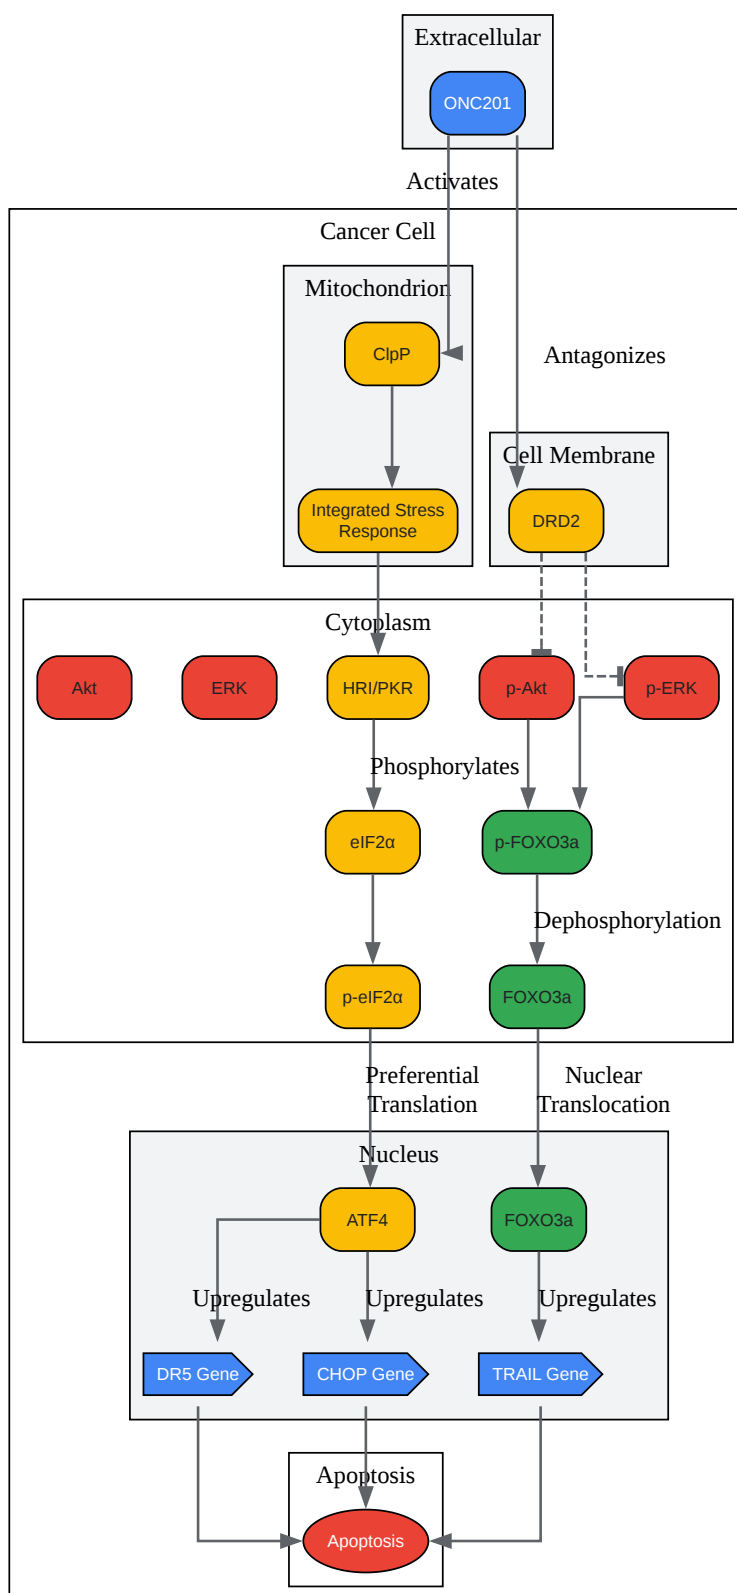 Extracellular
ONC201
Activates
Cancer Cell
Mitochondrion
ClpP
Antagonizes
Cell Membrane
Integrated Stress
Response
DRD2
Cytoplasm
Akt
ERK
HRI/PKR
p-Akt
p-ERK
Phosphorylates
eIF2α
p-FOXO3a
Dephosphorylation
p-eIF2α
FOXO3a
Preferential
Translation
Nuclear
Translocation
Nucleus
ATF4
FOXO3a
Upregulates
Upregulates
Upregulates
DR5 Gene
CHOP Gene
TRAIL Gene
Apoptosis
Apoptosis